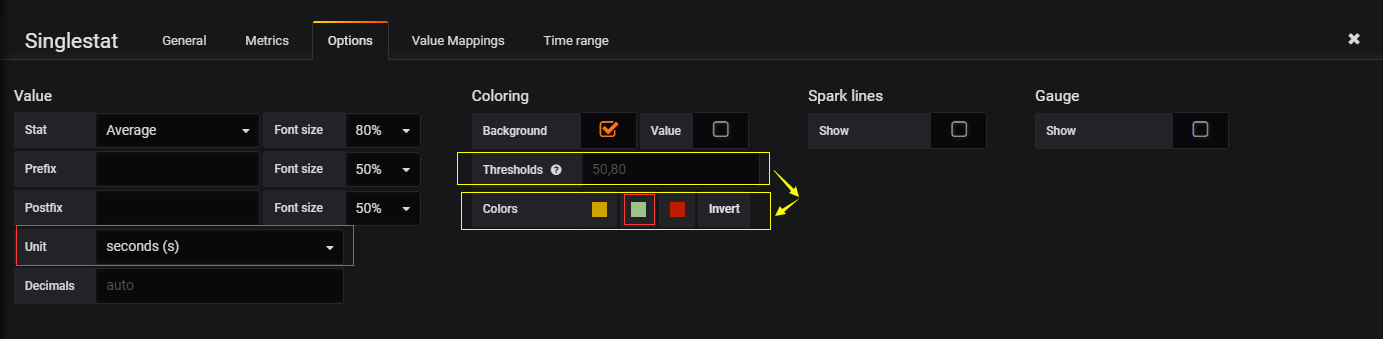 Singlestat General Metrics Options Value Mappings Time range
Value Coloring Spark lines Gauge
Stat Average Font size 80% Background Value Show Show
Prefix Font size 50% Thresholds 50,80
Postfix Font size 50% Colors Invert
Unit seconds (s)
Decimals auto